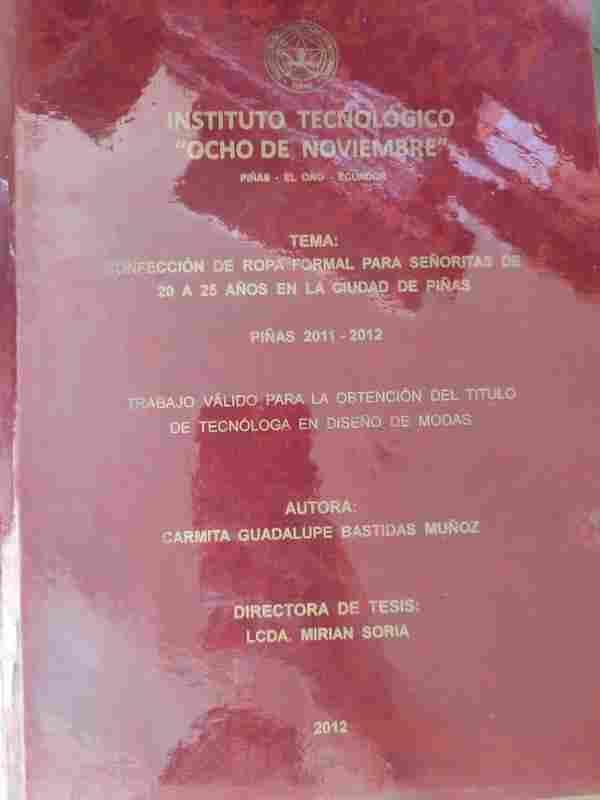 INSTITUTO TECNOLÓGICO
"OCHO DE NOVIEMBRE"
PIÑAS - EL ORO - ECUADOR
TEMA:
CONFECCIÓN DE ROPA FORMAL PARA SEÑORITAS DE
20 A 25 AÑOS EN LA CIUDAD DE PIÑAS
PIÑAS 2011 - 2012
TRABAJO VÁLIDO PARA LA OBTENCIÓN DEL TÍTULO
DE TECNÓLOGA EN DISEÑO DE MODAS
AUTORA:
CARMITA GUADALUPE BASTIDAS MUÑOZ
DIRECTORA DE TESIS:
LCDA. MIRIAN SORIA
2012